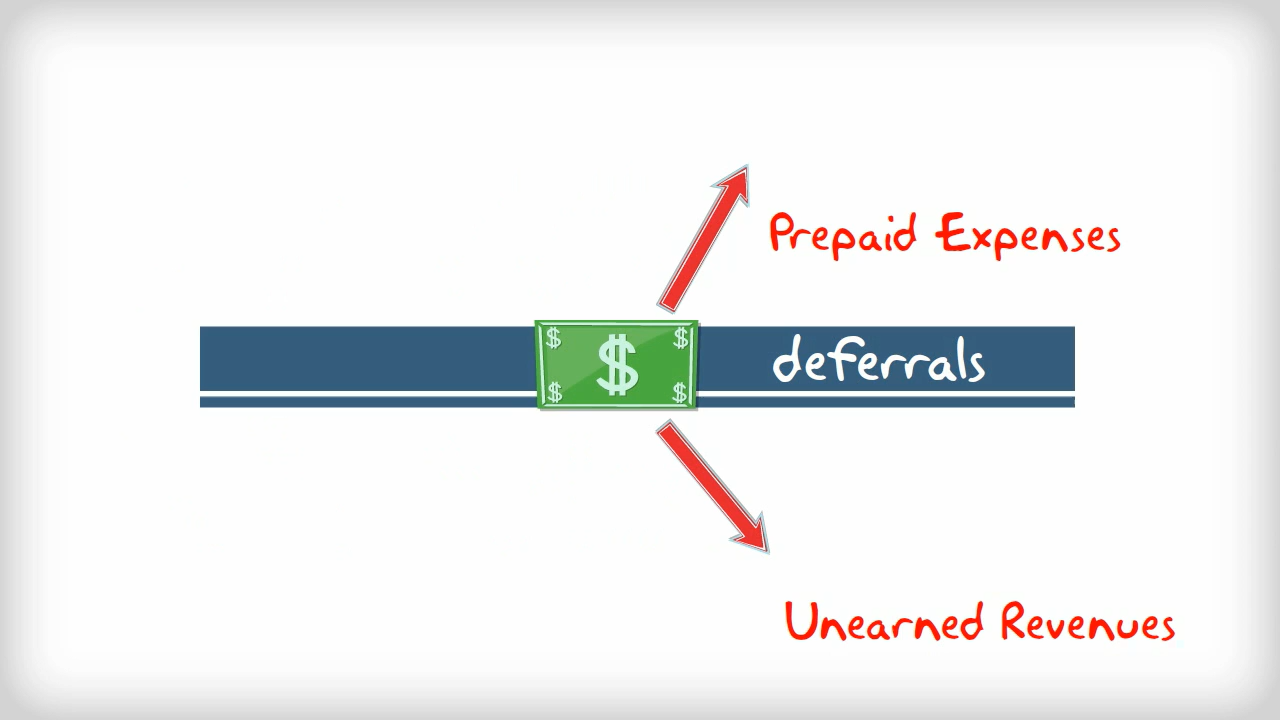 Prepaid Expenses
$ $
$
deferrals
$ $
Unearned Revenues